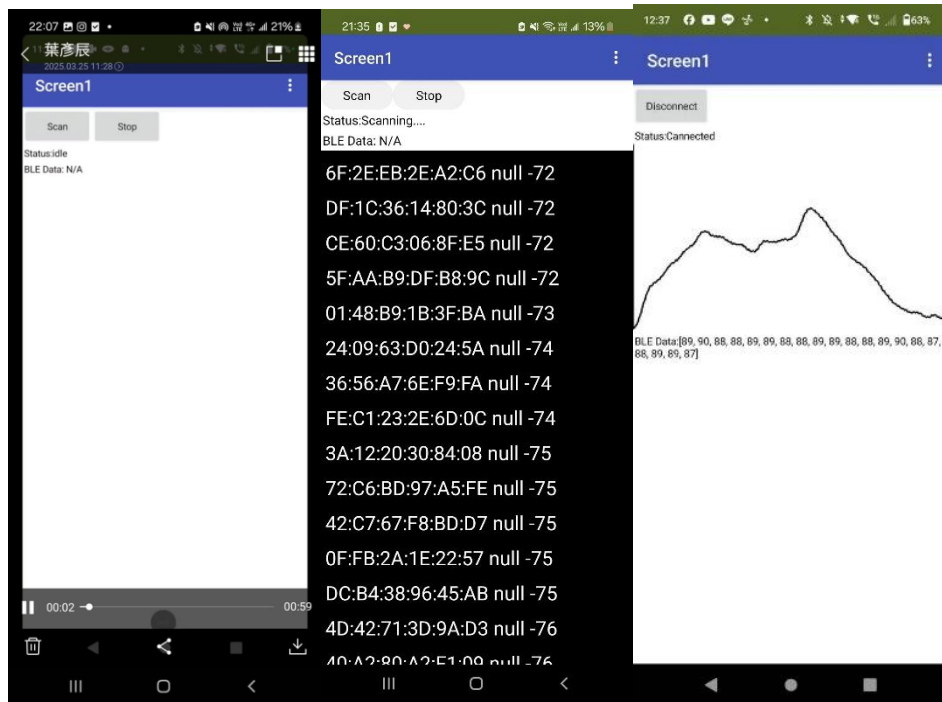 22:07
21%
葉彥辰
2025.03.25 11:28
Screen1
Scan Stop
Status:idle
BLE Data: N/A
00:02
00:59
21:35
13%
Screen1
Scan Stop
Status:Scanning....
BLE Data: N/A
6F:2E:EB:2E:A2:C6 null -72
DF:1C:36:14:80:3C null -72
CE:60:C3:06:8F:E5 null -72
5F:AA:B9:DF:B8:9C null -72
01:48:B9:1B:3F:BA null -73
24:09:63:D0:24:5A null -74
36:56:A7:6E:F9:FA null -74
FE:C1:23:2E:6D:0C null -74
3A:12:20:30:84:08 null -75
72:C6:BD:97:A5:FE null -75
42:C7:67:F8:BD:D7 null -75
0F:FB:2A:1E:22:57 null -75
DC:B4:38:96:45:AB null -75
4D:42:71:3D:9A:D3 null -76
40:A2:80:A2:F1:09 null -76
12:37
63%
Screen1
Disconnect
Status:Cannected
BLE Data:[89, 90, 88, 88, 89, 89, 88, 88, 89, 89, 88, 88, 89, 90, 88, 87,
88, 89, 89, 87]